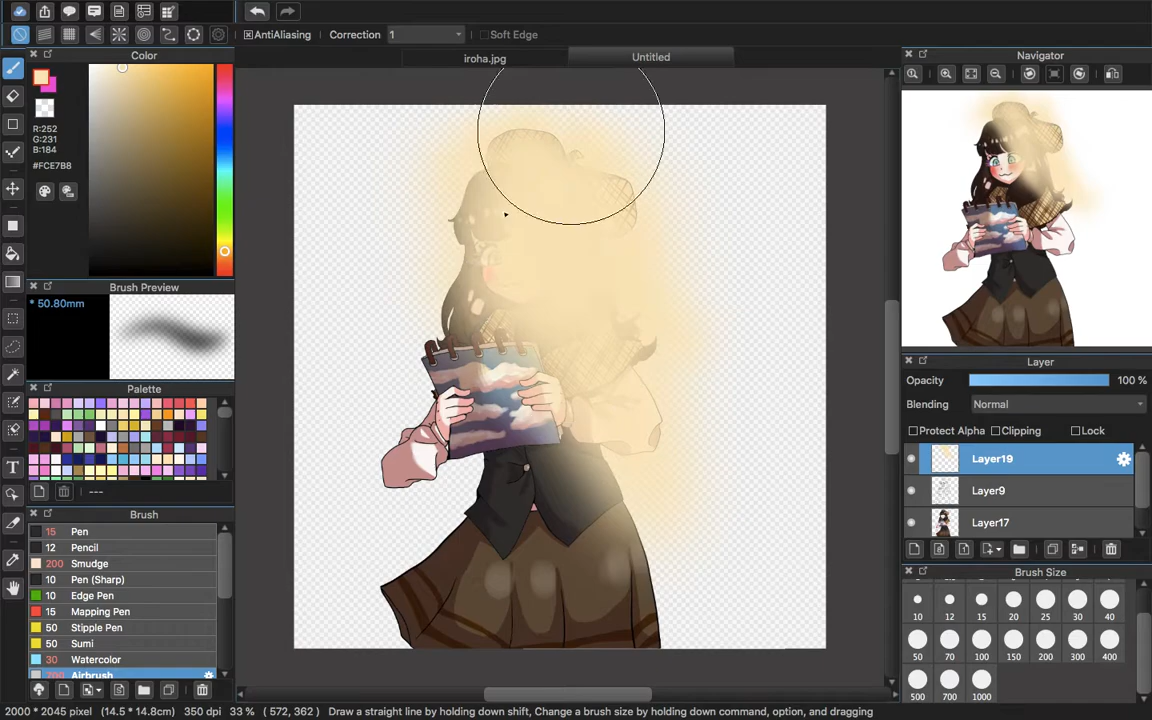 AntiAliasing Correction 1 Soft Edge
Color
iroha.jpg Untitled
Navigator
R:252
G:231
B:184
#FCE7B8
Brush Preview
* 50.80mm
Palette
---
Brush
15 Pen
12 Pencil
200 Smudge
10 Pen (Sharp)
10 Edge Pen
15 Mapping Pen
50 Stipple Pen
50 Sumi
30 Watercolor
700 Airbrush
Layer
Opacity 100 %
Blending Normal
Protect Alpha Clipping Lock
Layer19
Layer9
Layer17
Brush Size
10 12 15 20 25 30 40
50 70 100 150 200 300 400
500 700 1000
2000 * 2045 pixel (14.5 * 14.8cm) 350 dpi 33 % ( 572, 362 ) Draw a straight line by holding down shift, Change a brush size by holding down command, option, and dragging